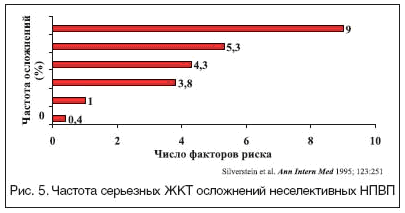 Частота осложнений
(%)
9
5,3
4,3
3,8
1
0
0,4
0 2 4 6 8 10
Число факторов риска
Silverstein et al. Ann Intern Med 1995; 123:251
Рис. 5. Частота серьезных ЖКТ осложнений неселективных НПВП